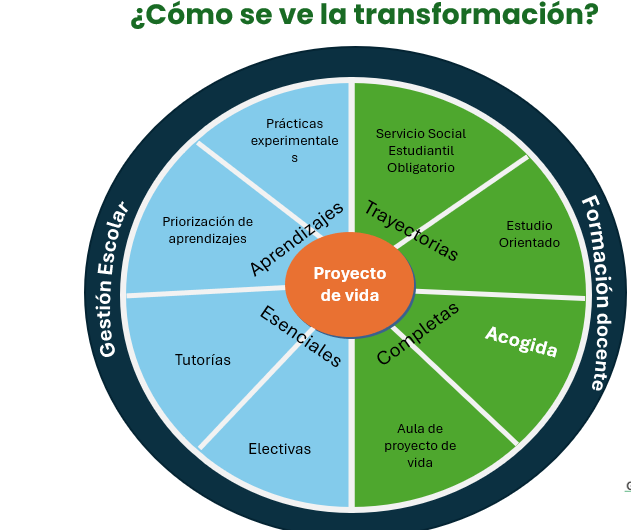 ¿Cómo se ve la transformación?
Prácticas
experimentale
s
Servicio Social
Estudiantil
Obligatorio
Priorización de
aprendizajes
Estudio
Orientado
Aprendizajes
Trayectorias
Gestión Escolar
Formación docente
Proyecto
de vida
Esenciales
Completas
Acogida
Tutorías
Electivas
Aula de
proyecto de
vida